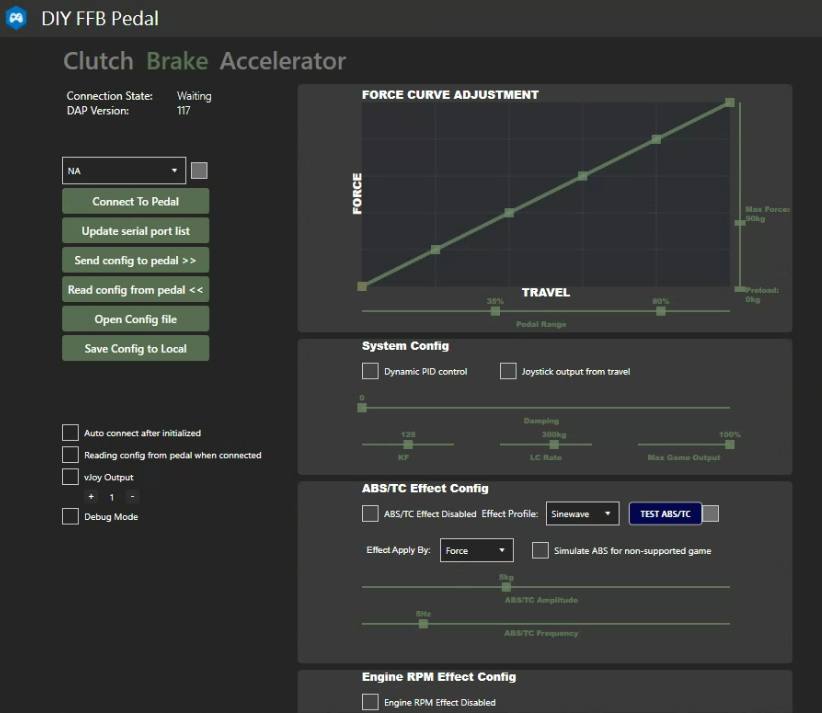 DIY FFB Pedal
Clutch Brake Accelerator
Connection State: Waiting
DAP Version: 117
NA
Connect To Pedal
Update serial port list
Send config to pedal >>
Read config from pedal <<
Open Config file
Save Config to Local
Auto connect after initialized
Reading config from pedal when connected
vJoy Output
+ 1 -
Debug Mode
FORCE CURVE ADJUSTMENT
FORCE
Max Force:
90kg
TRAVEL
Preload:
0kg
35% 80%
Pedal Range
System Config
Dynamic PID control Joystick output from travel
0
Damping
128 300kg 100%
KF LC Rate Max Game Output
ABS/TC Effect Config
ABS/TC Effect Disabled Effect Profile: Sinewave TEST ABS/TC
Effect Apply By: Force Simulate ABS for non-supported game
5kg
ABS/TC Amplitude
5Hz
ABS/TC Frequency
Engine RPM Effect Config
Engine RPM Effect Disabled